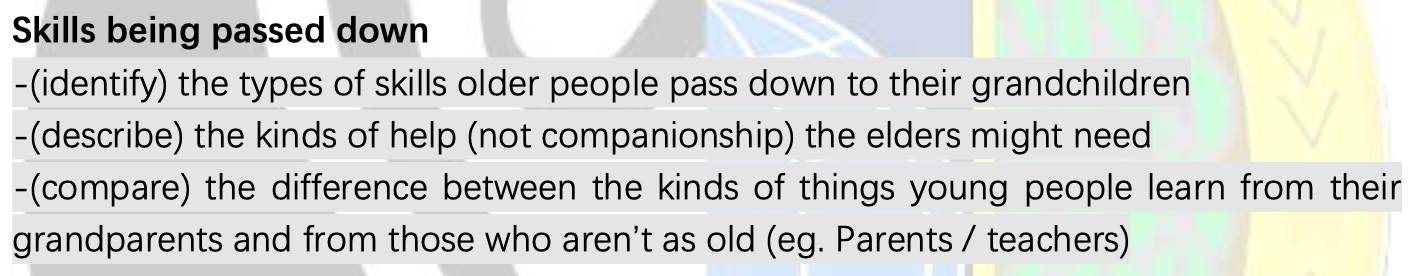 Skills being passed down
-(identify) the types of skills older people pass down to their grandchildren
-(describe) the kinds of help (not companionship) the elders might need
-(compare) the difference between the kinds of things young people learn from their
grandparents and from those who aren't as old (eg. Parents / teachers)